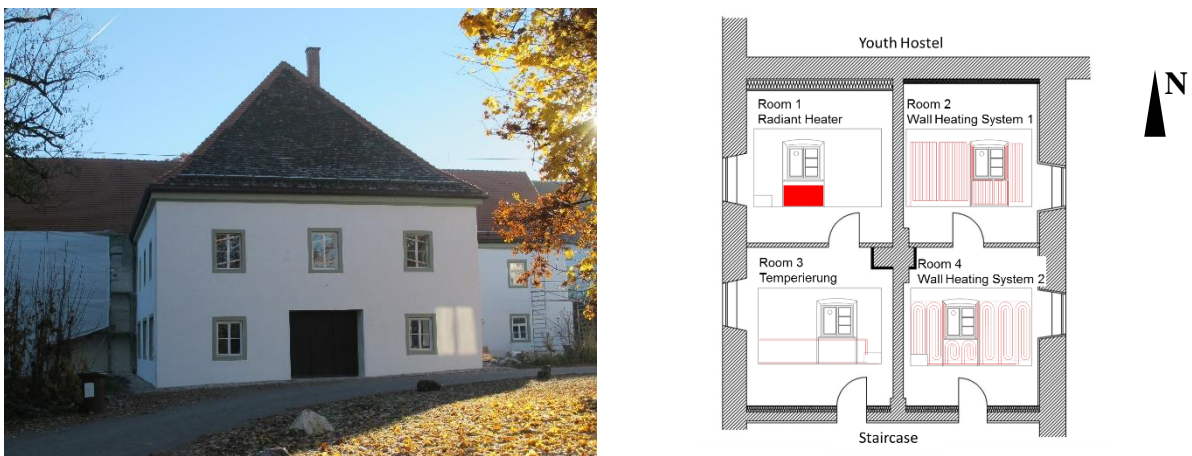 Youth Hostel
N
Room 1
Radiant Heater
Room 2
Wall Heating System 1
Room 3
Temperierung
Room 4
Wall Heating System 2
Staircase